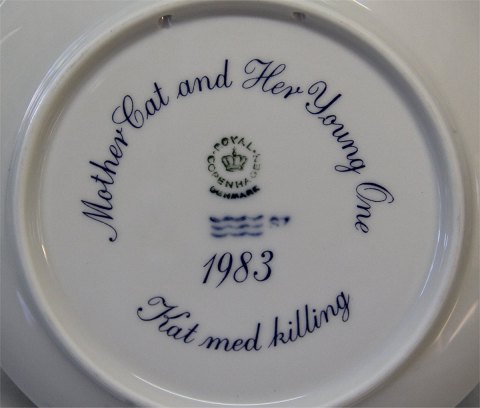 Mother Cat and Her Young One
ROYAL
COPENHAGEN
DENMARK
1983
Kat med killing